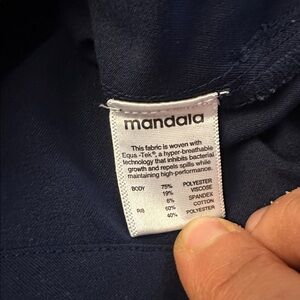 mandala
This fabric is woven with
Equa -Tek®, a hyper-breathable
technology that inhibits bacterial
growth and repels spills while
maintaining high-performance.
BODY 75% POLYESTER
19% VISCOSE
6% SPANDEX
RIB 60% COTTON
40% POLYESTER